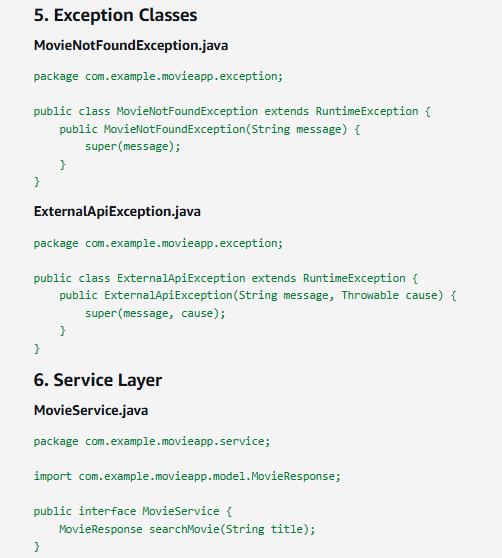 5. Exception Classes
MovieNotFoundException.java
package com.example.movieapp.exception;
public class MovieNotFoundException extends RuntimeException {
    public MovieNotFoundException(String message) {
        super(message);
    }
}
ExternalApiException.java
package com.example.movieapp.exception;
public class ExternalApiException extends RuntimeException {
    public ExternalApiException(String message, Throwable cause) {
        super(message, cause);
    }
}
6. Service Layer
MovieService.java
package com.example.movieapp.service;
import com.example.movieapp.model.MovieResponse;
public interface MovieService {
    MovieResponse searchMovie(String title);
}